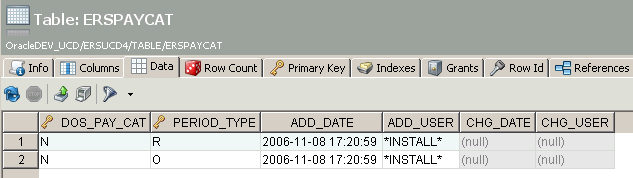 Table: ERSPAYCAT
OracleDEV_UCD/ERSUCD4/TABLE/ERSPAYCAT
Info Columns Data Row Count Primary Key Indexes Grants Row Id References
DOS_PAY_CAT PERIOD_TYPE ADD_DATE ADD_USER CHG_DATE CHG_USER
1 N R 2006-11-08 17:20:59 *INSTALL* (null) (null)
2 N O 2006-11-08 17:20:59 *INSTALL* (null) (null)